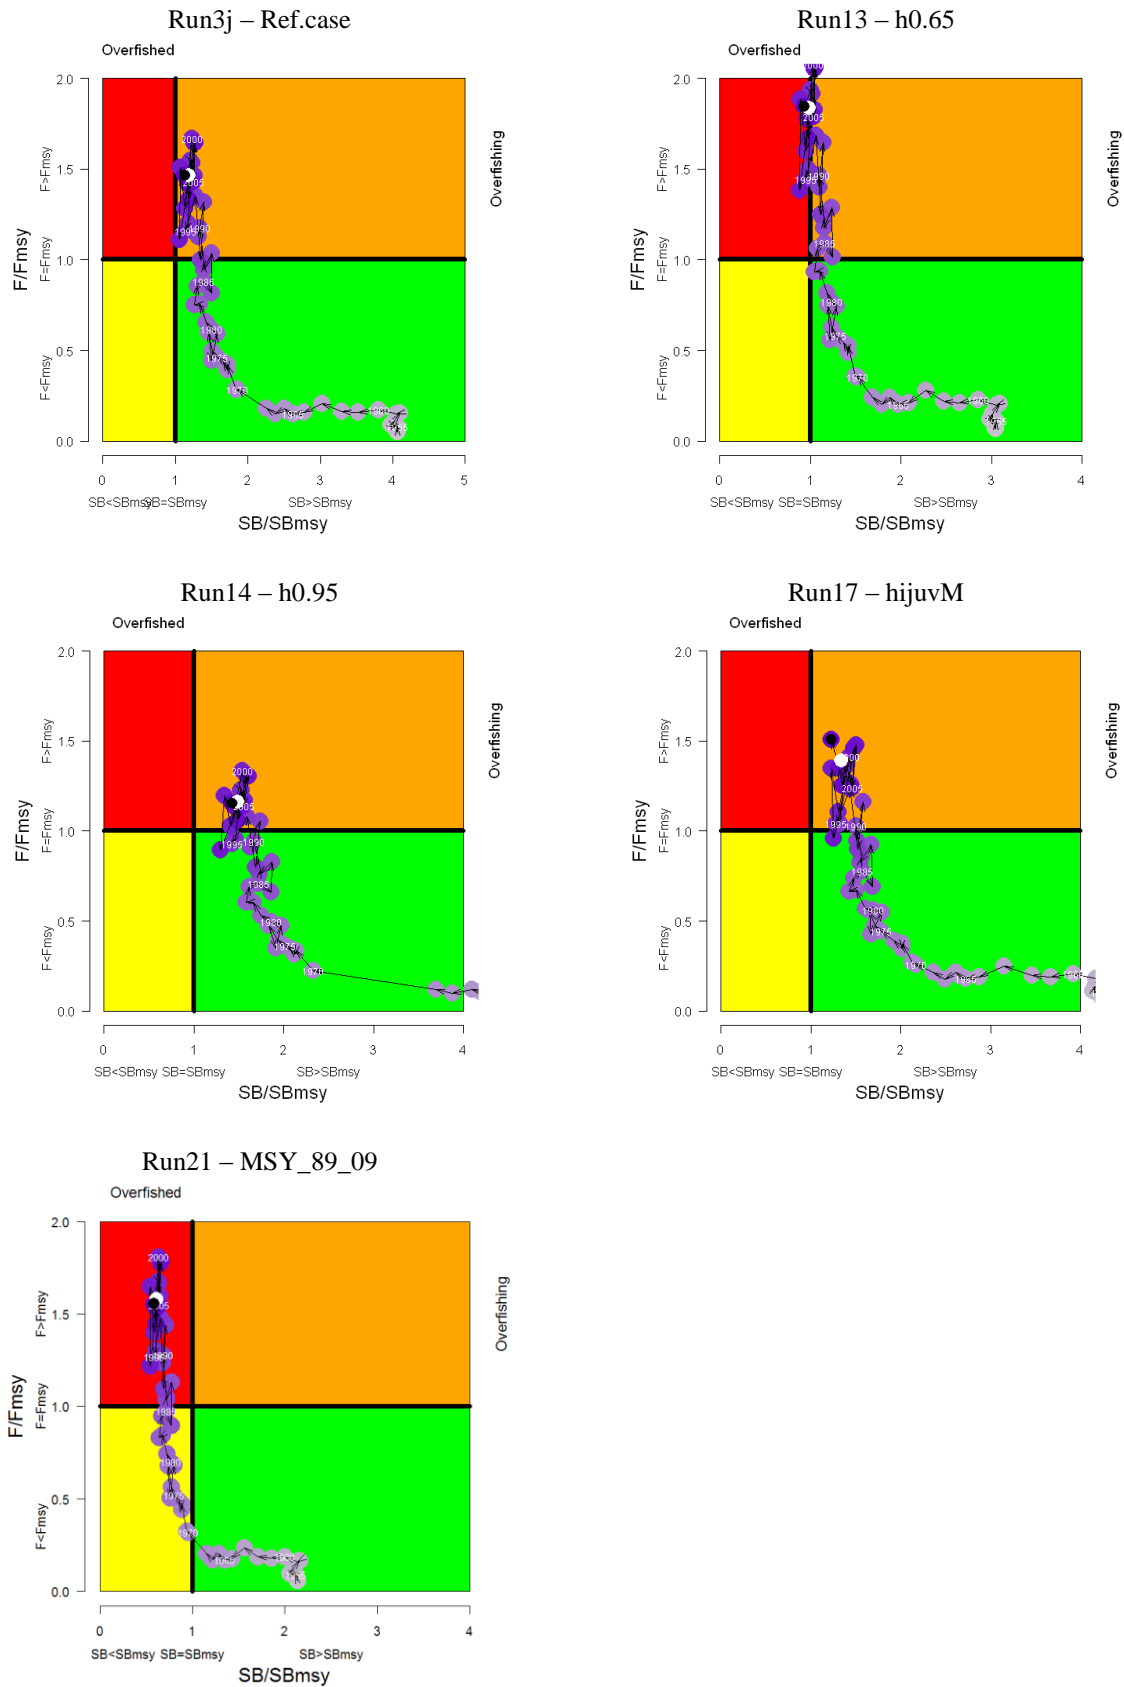 Run3j – Ref.case
Overfished
2.0
1.5
1.0
0.5
0.0
F/Fmsy
F<Fmsy
F=Fmsy
F>Fmsy
Overfishing
2000
2005
1995
1990
1985
1980
1975
1970
1965
1960
0
1
2
3
4
5
SB<SBmsy
SB=SBmsy
SB>SBmsy
SB/SBmsy
Run13 – h0.65
Overfished
2.0
1.5
1.0
0.5
0.0
F/Fmsy
F<Fmsy
F=Fmsy
F>Fmsy
Overfishing
2000
2005
1995
1990
1985
1980
1975
1970
1965
1960
0
1
2
3
4
SB<SBmsy
SB=SBmsy
SB>SBmsy
SB/SBmsy
Run14 – h0.95
Overfished
2.0
1.5
1.0
0.5
0.0
F/Fmsy
F<Fmsy
F=Fmsy
F>Fmsy
Overfishing
2000
1995
1990
1985
1980
1975
1970
0
1
2
3
4
SB<SBmsy
SB=SBmsy
SB>SBmsy
SB/SBmsy
Run17 – hijuvM
Overfished
2.0
1.5
1.0
0.5
0.0
F/Fmsy
F<Fmsy
F=Fmsy
F>Fmsy
Overfishing
2005
1995
1990
1985
1980
1975
1970
1965
1960
0
1
2
3
4
SB<SBmsy
SB=SBmsy
SB>SBmsy
SB/SBmsy
Run21 – MSY_89_09
Overfished
2.0
1.5
1.0
0.5
0.0
F/Fmsy
F<Fmsy
F=Fmsy
F>Fmsy
Overfishing
2000
1990
1985
1980
1975
1970
1965
0
1
2
3
4
SB<SBmsy
SB=SBmsy
SB>SBmsy
SB/SBmsy